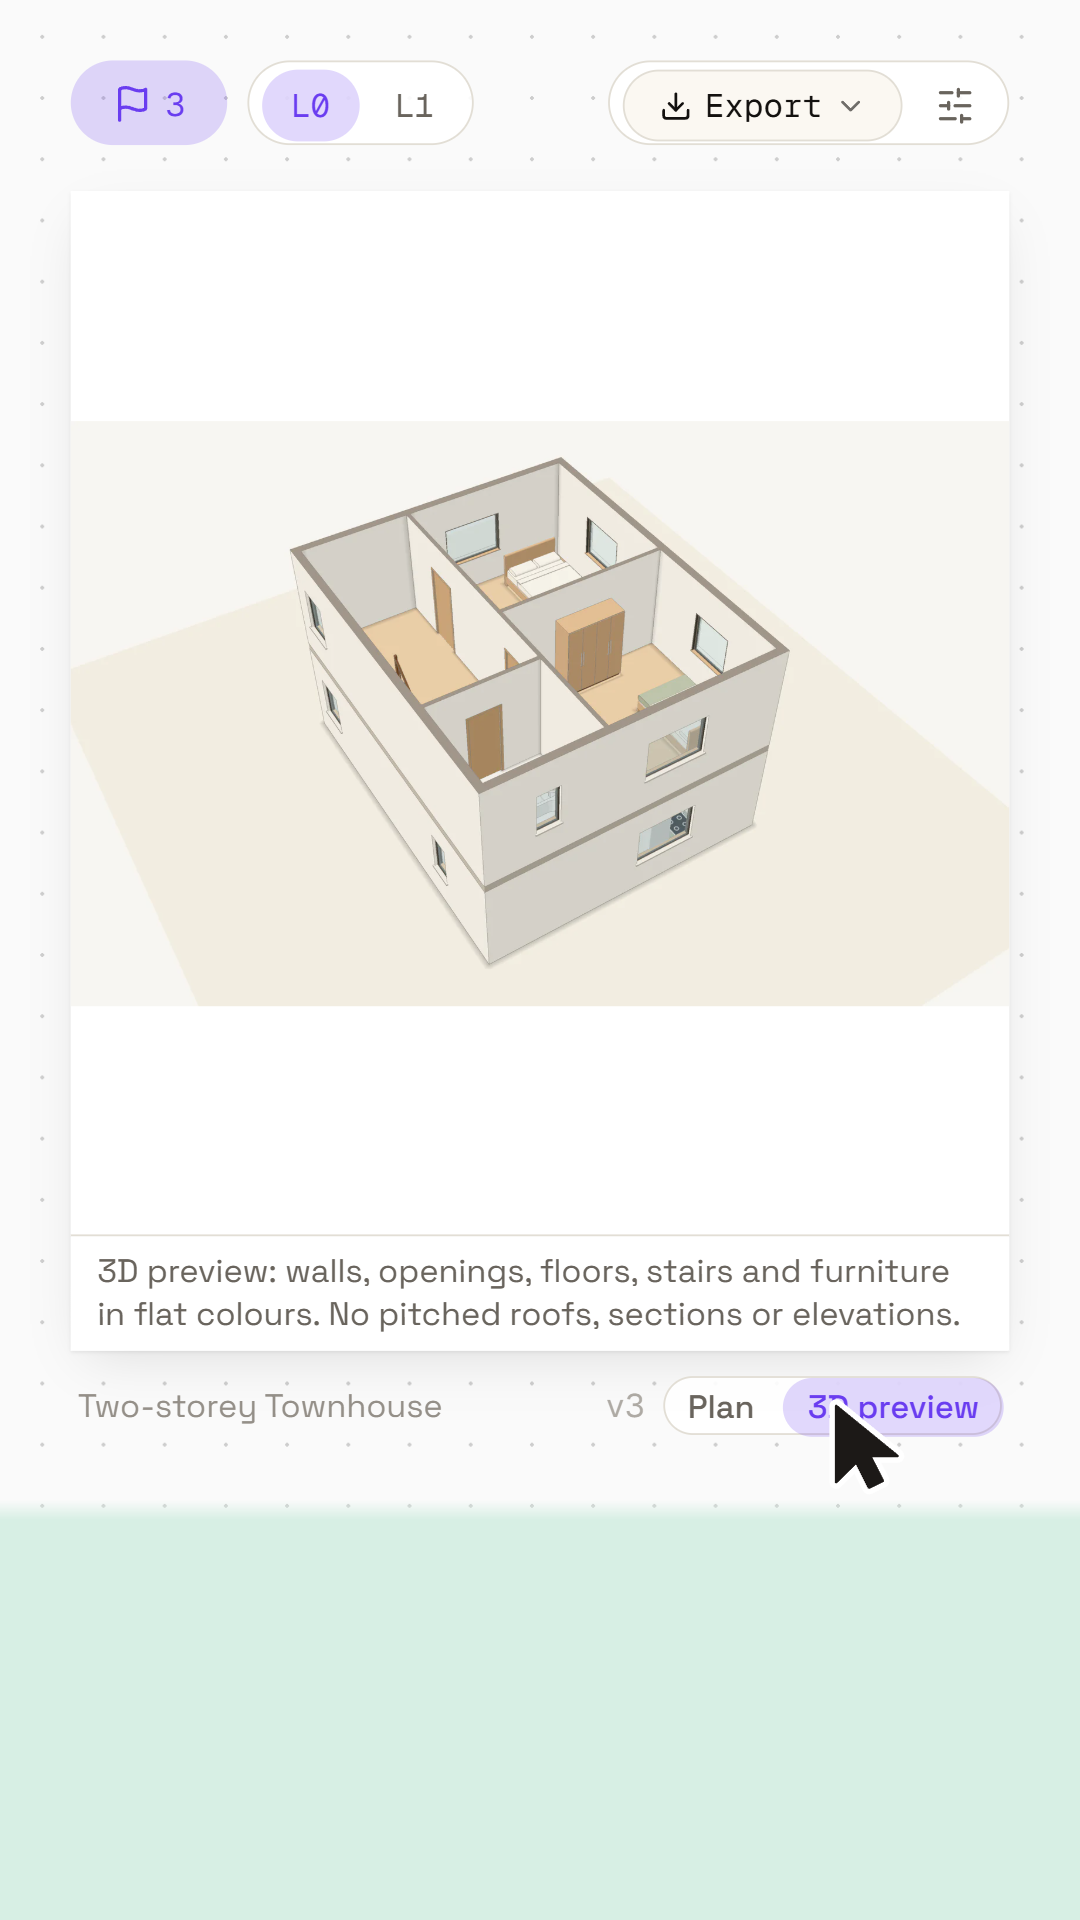 3 L0 L1 Export
3D preview: walls, openings, floors, stairs and furniture
in flat colours. No pitched roofs, sections or elevations.
Two-storey Townhouse v3 Plan 3D preview